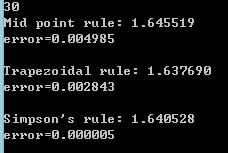 30
Mid point rule: 1.645519
error=0.004985
Trapezoidal rule: 1.637690
error=0.002843
Simpson's rule: 1.640528
error=0.000005